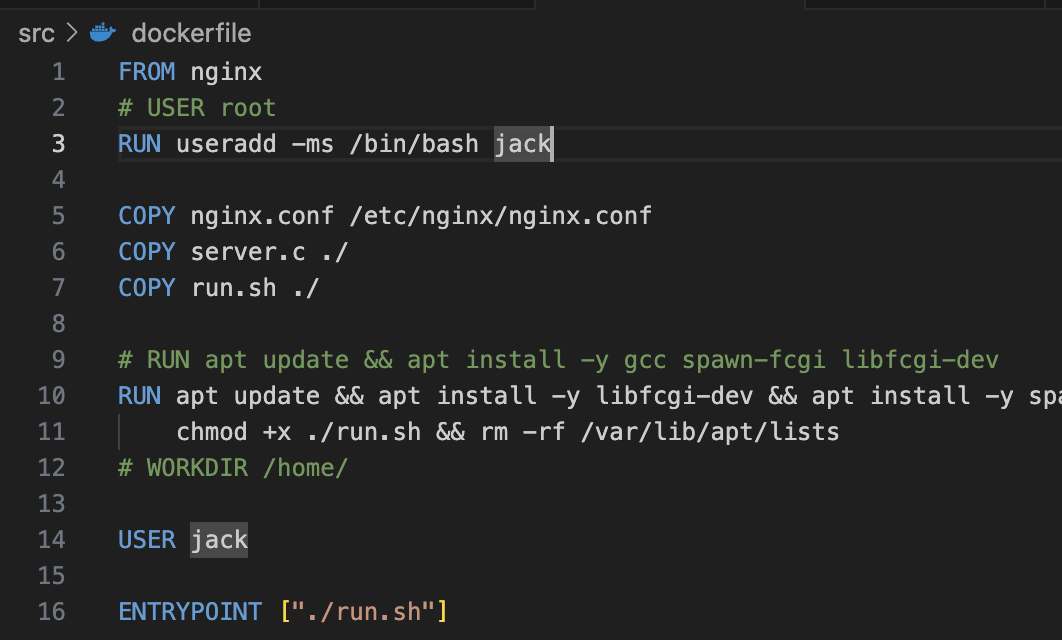 src > dockerfile
1 FROM nginx
2 # USER root
3 RUN useradd -ms /bin/bash jack
4
5 COPY nginx.conf /etc/nginx/nginx.conf
6 COPY server.c ./
7 COPY run.sh ./
8
9 # RUN apt update && apt install -y gcc spawn-fcgi libfcgi-dev
10 RUN apt update && apt install -y libfcgi-dev && apt install -y
11 chmod +x ./run.sh && rm -rf /var/lib/apt/lists
12 # WORKDIR /home/
13
14 USER jack
15
16 ENTRYPOINT ["./run.sh"]